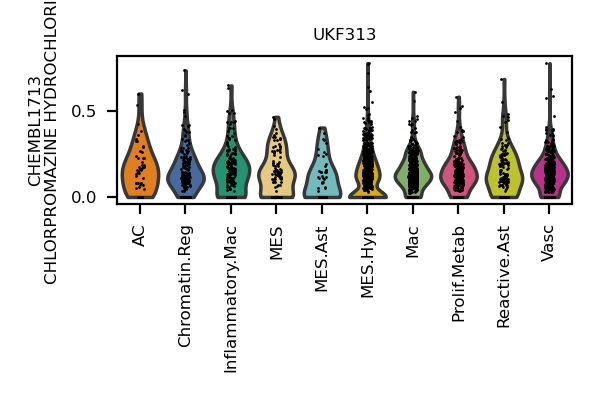 UKF313
CHEMBL1713
CHLORPROMAZINE HYDROCHLORI
0.5
0.0
AC
Chromatin.Reg
Inflammatory.Mac
MES
MES.Ast
MES.Hyp
Mac
Prolif.Metab
Reactive.Ast
Vasc